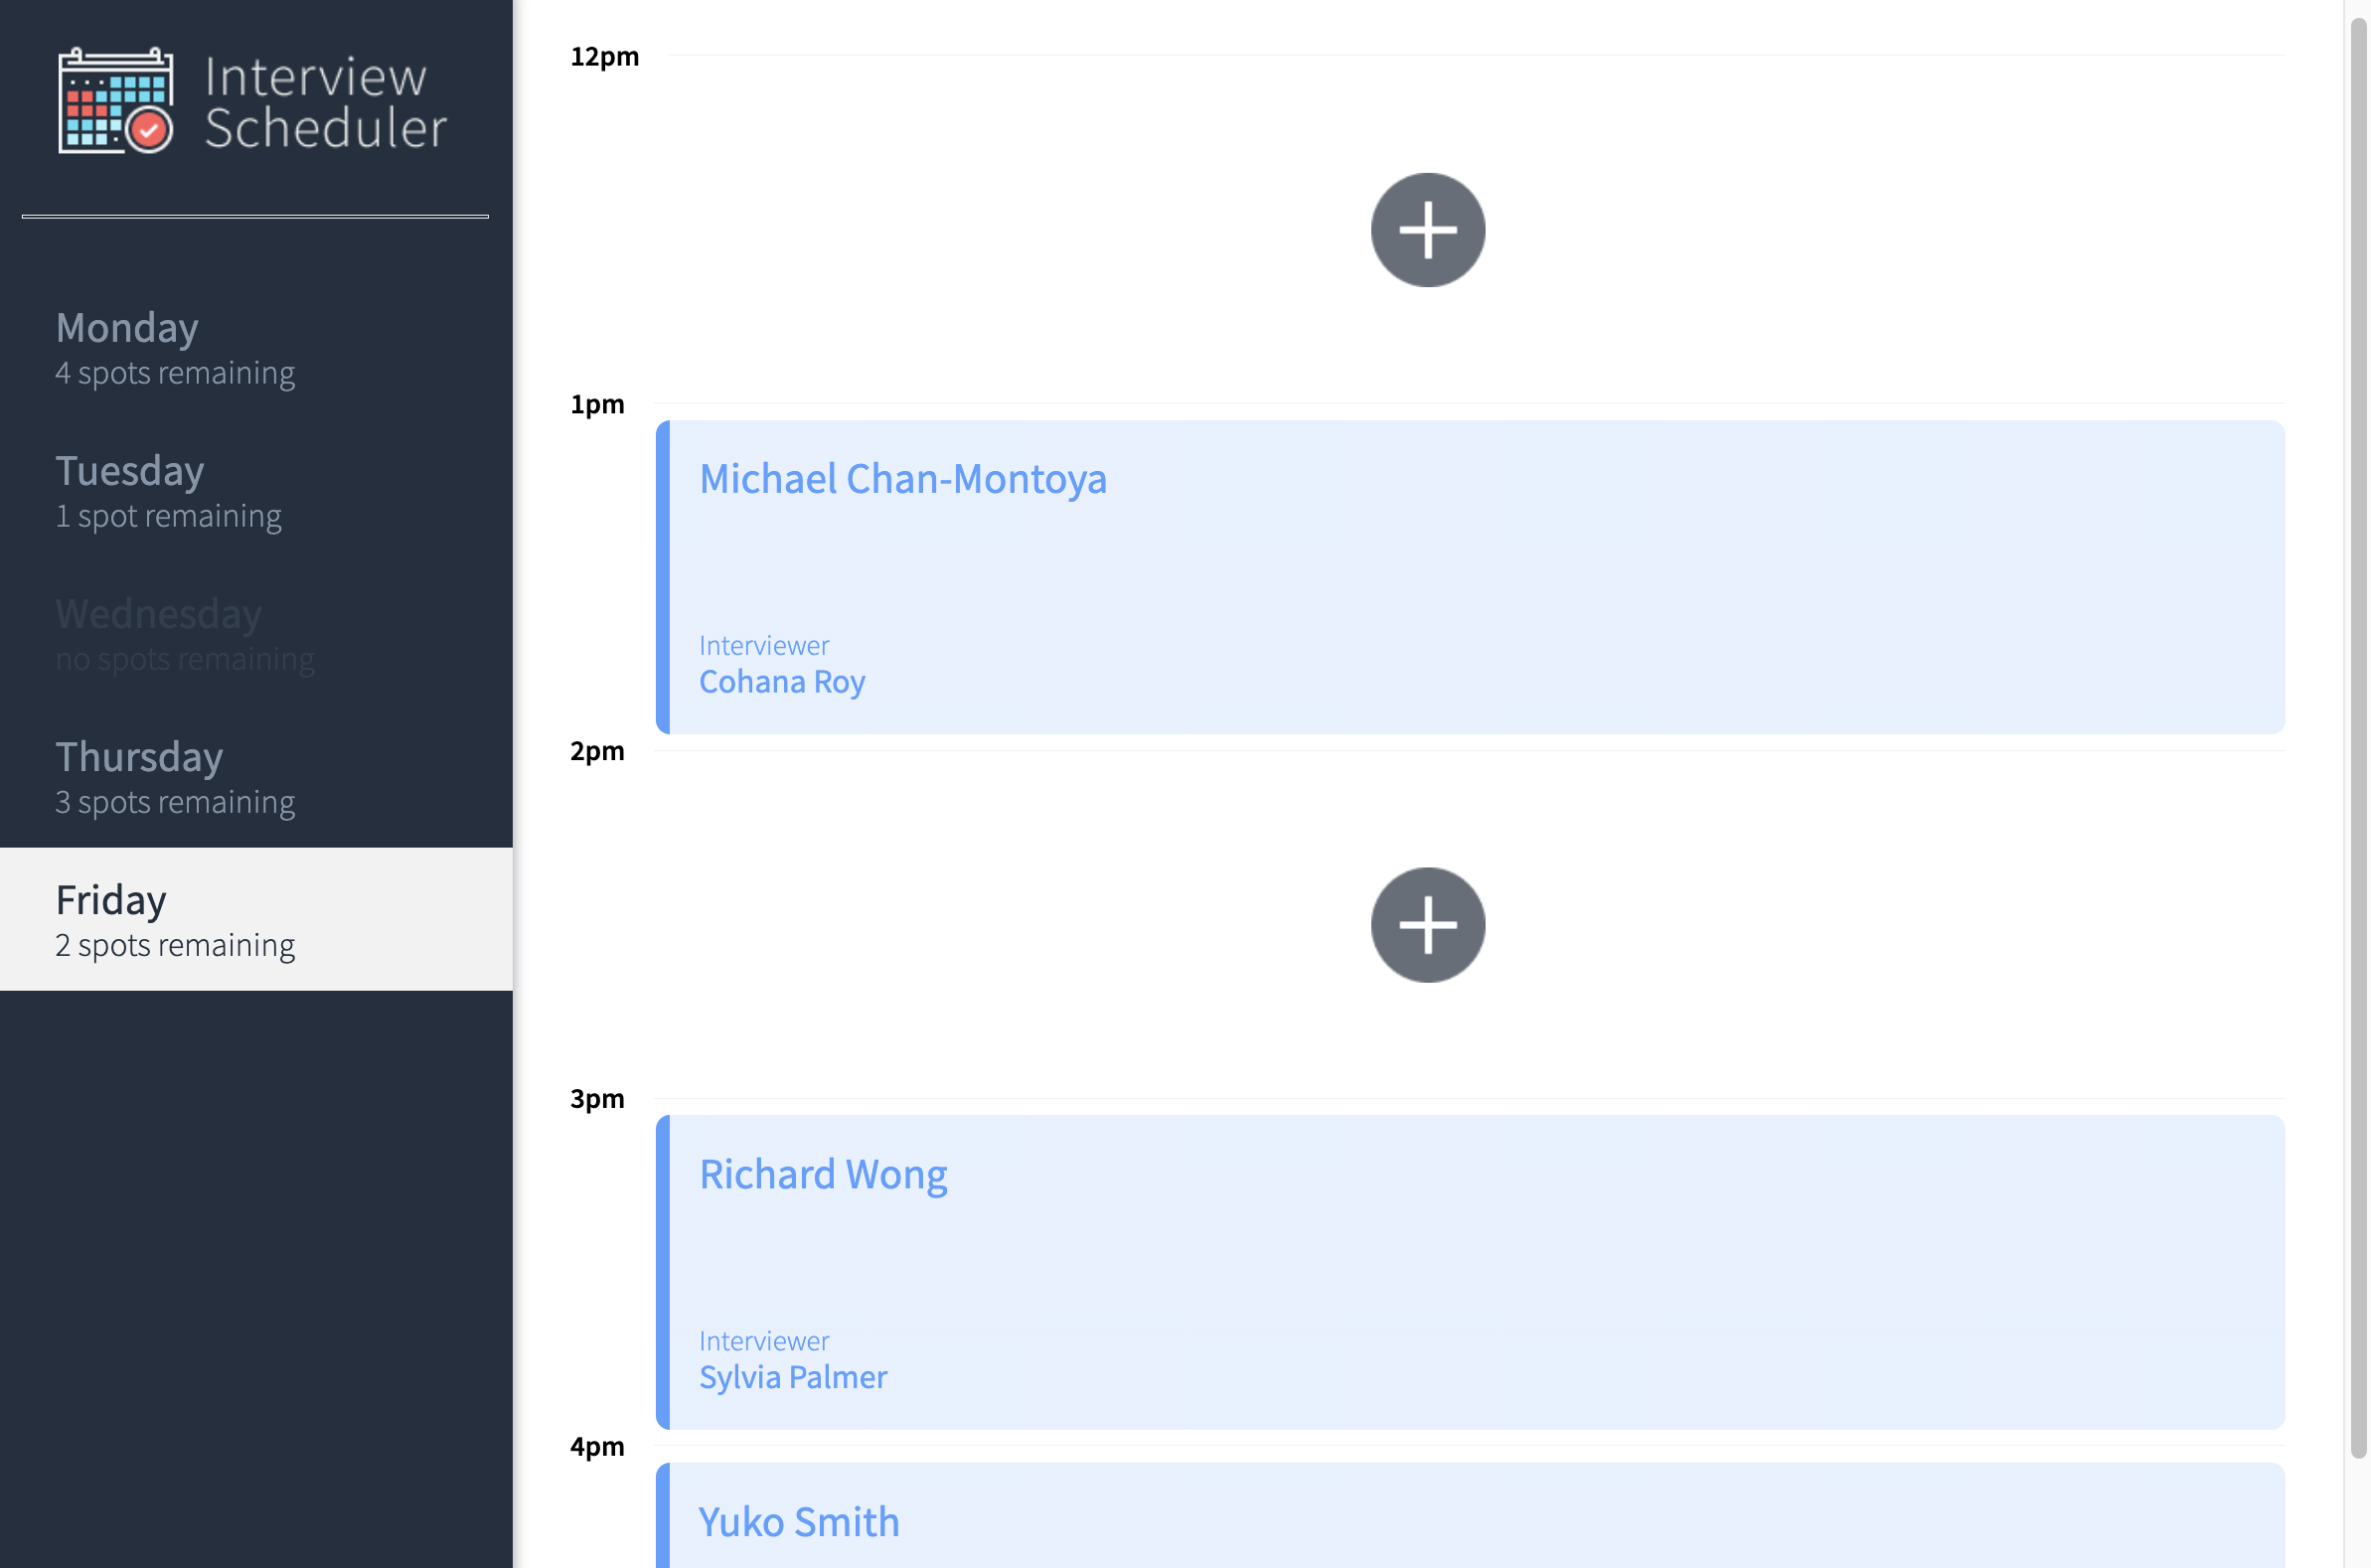 Interview
Scheduler
Monday
4 spots remaining
Tuesday
1 spot remaining
Wednesday
no spots remaining
Thursday
3 spots remaining
Friday
2 spots remaining
12pm
1pm
Michael Chan-Montoya
Interviewer
Cohana Roy
2pm
3pm
Richard Wong
Interviewer
Sylvia Palmer
4pm
Yuko Smith